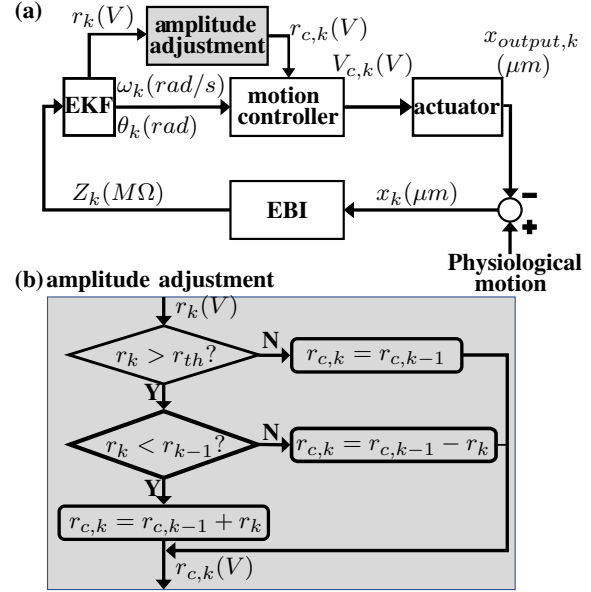 (a)
r_k(V)
amplitude
adjustment
r_{c,k}(V)
x_{output,k}
(μm)
V_{c,k}(V)
EKF
ω_k(rad/s)
θ_k(rad)
motion
controller
actuator
Z_k(MΩ)
EBI
x_k(μm)
−
+
Physiological
motion
(b) amplitude adjustment
r_k(V)
r_k > r_{th}?
N
r_{c,k} = r_{c,k−1}
Y
r_k < r_{k−1}?
N
r_{c,k} = r_{c,k−1} − r_k
Y
r_{c,k} = r_{c,k−1} + r_k
r_{c,k}(V)